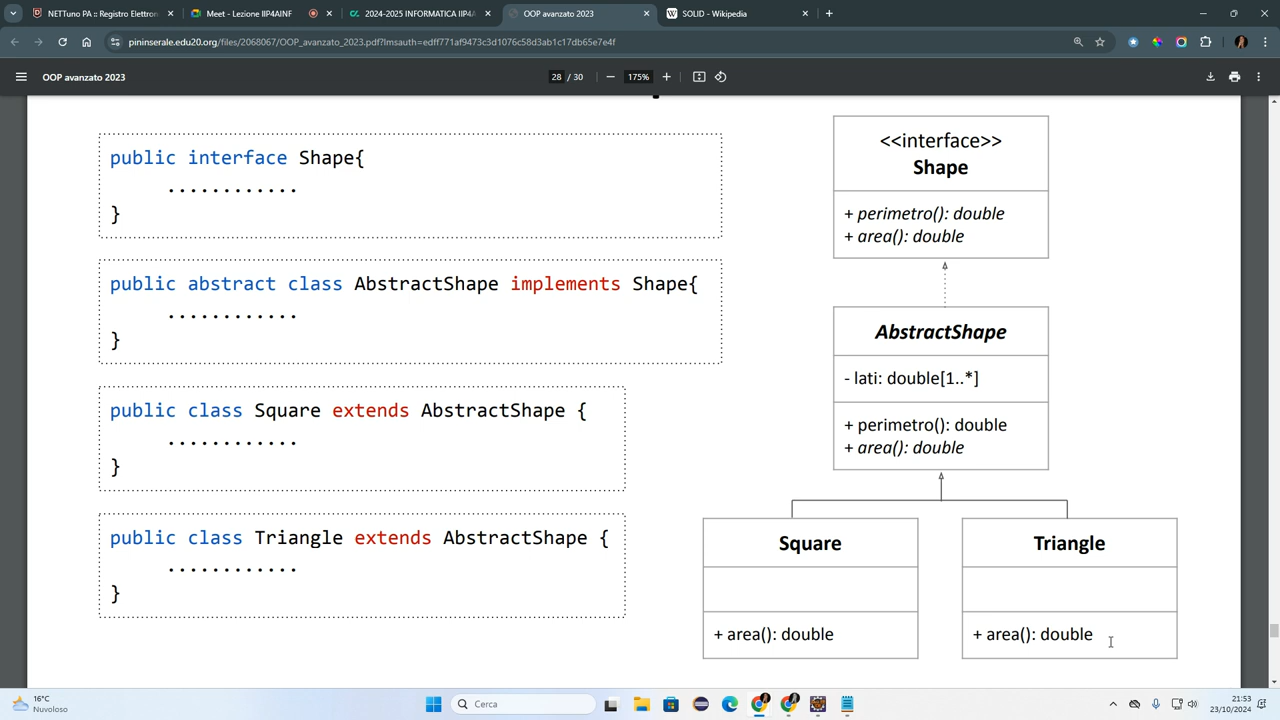 NETTuno PA :: Registro Elettron
Meet - Lezione IIP4AINF
2024-2025 INFORMATICA IIP4A
OOP avanzato 2023
SOLID - Wikipedia
pininserale.edu20.org/files/2068067/OOP_avanzato_2023.pdf?lmsauth=edff771af9473c3d1076c58d3ab1c17db65e7e4f
OOP avanzato 2023
28 / 30
175%
public interface Shape{
............
}
public abstract class AbstractShape implements Shape{
............
}
public class Square extends AbstractShape {
............
}
public class Triangle extends AbstractShape {
............
}
<<interface>>
Shape
+ perimetro(): double
+ area(): double
AbstractShape
- lati: double[1..*]
+ perimetro(): double
+ area(): double
Square
+ area(): double
Triangle
+ area(): double
16°C
Nuvoloso
Cerca
21:53
23/10/2024